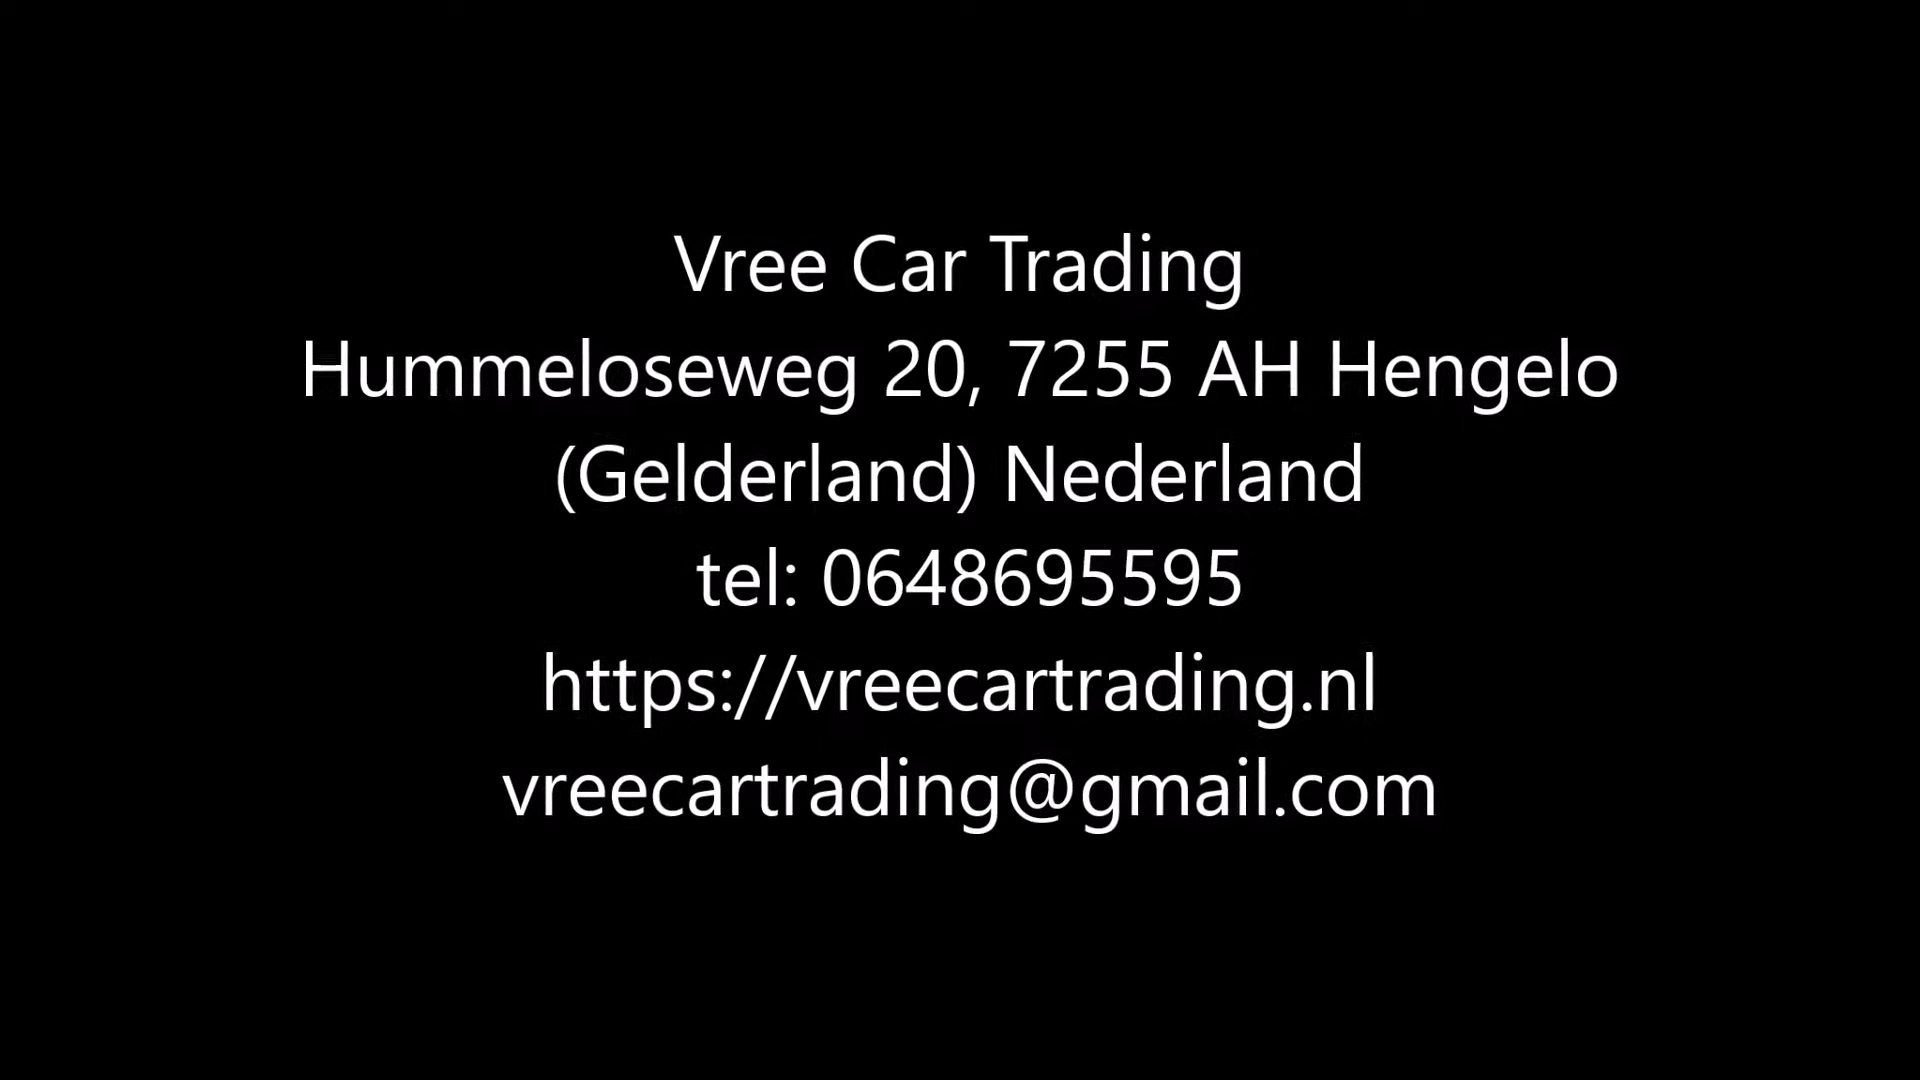 Vree Car Trading
Hummeloseweg 20, 7255 AH Hengelo
(Gelderland) Nederland
tel: 0648695595
https://vreecartrading.nl
vreecartrading@gmail.com